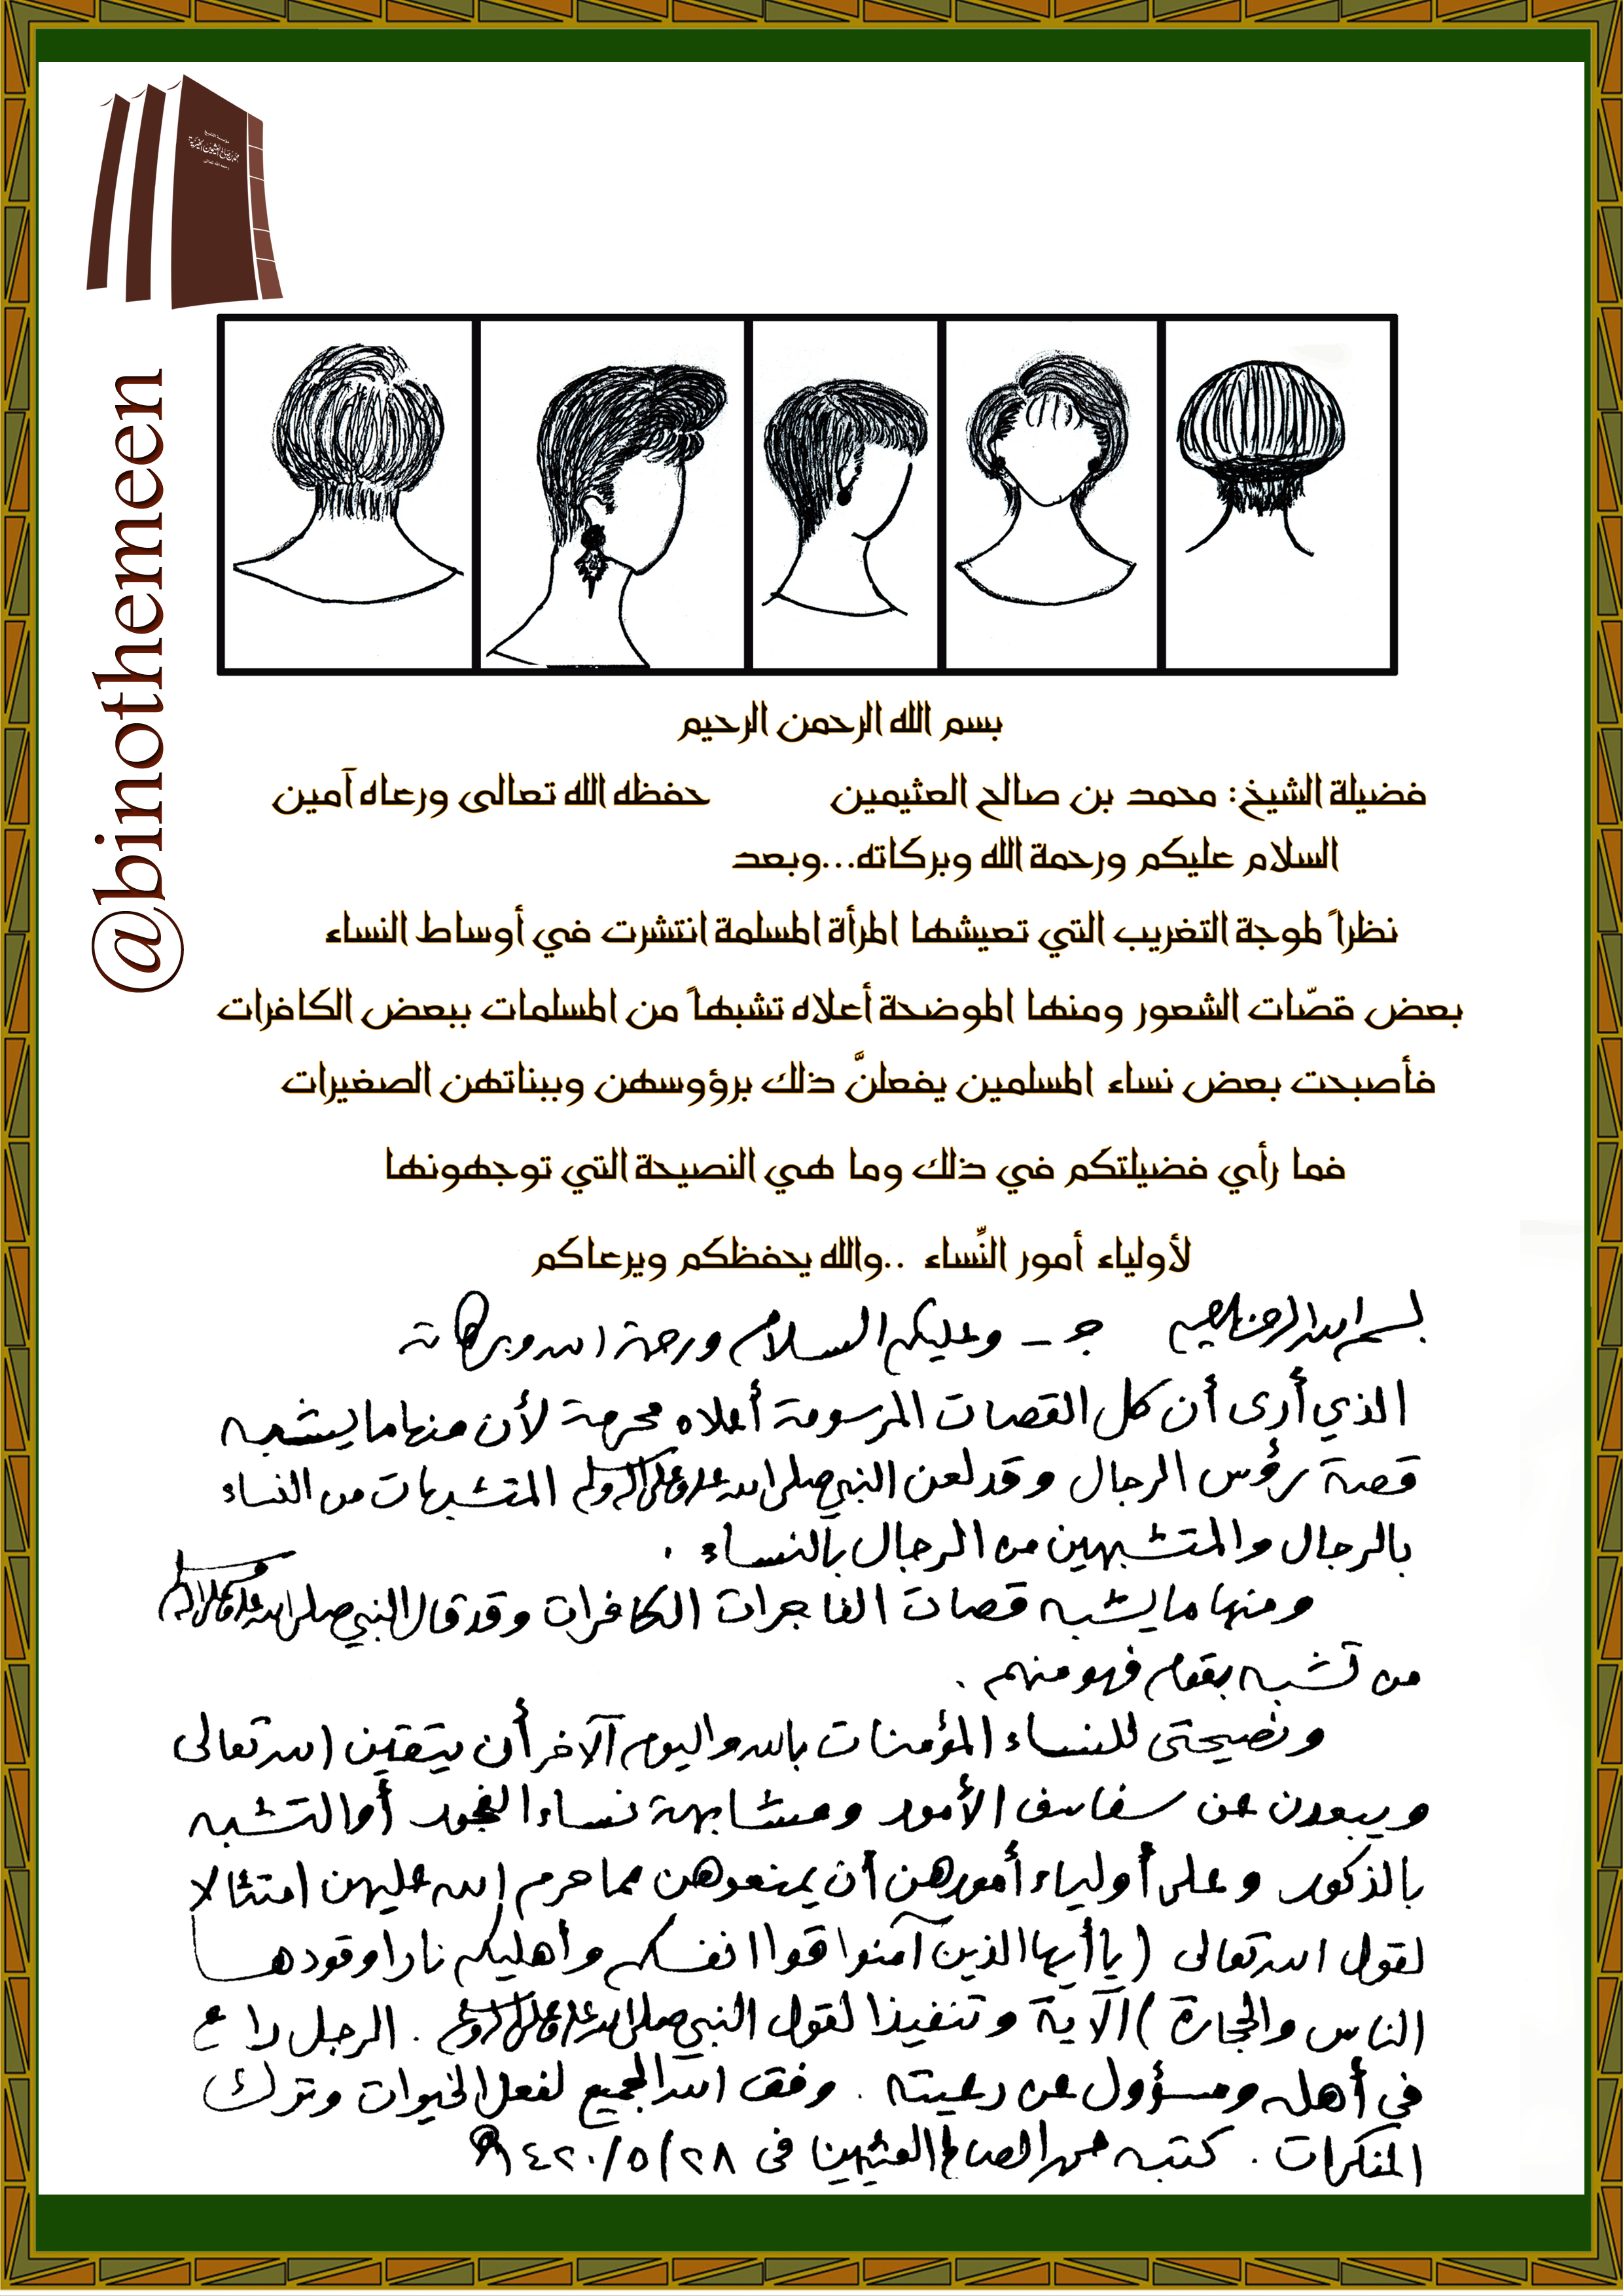 @binothemeen
بسم الله الرحمن الرحيم
فضيلة الشيخ: محمد بن صالح العثيمين حفظه الله تعالى ورعاه آمين
السلام عليكم ورحمة الله وبركاته...وبعد
نظراً لموجة التغريب التي تعيشها المرأة المسلمة انتشرت في أوساط النساء
بعض قصّات الشعور ومنها الموضحة أعلاه تشبهاً من المسلمات ببعض الكافرات
فأصبحت بعض نساء المسلمين يفعلنَّ ذلك برؤوسهن وببناتهن الصغيرات
فما رأي فضيلتكم في ذلك وما هي النصيحة التي توجهونها
لأولياء أمور النِّساء ..والله يحفظكم ويرعاكم
بسم الله الرحمن الرحيم جـ ـ وعليكم السلام ورحمة الله وبركاته
الذي أرى أن كل القصات المرسومة أعلاه محرمة لأن منها ما يشبه
قصة رؤس الرجال وقد لعن النبي صلى الله عليه وعلى آله وسلم المتشبهات من النساء
بالرجال والمتشبهين من الرجال بالنساء .
ومنها ما يشبه قصات الفاجرات الكافرات وقد قال النبي صلى الله عليه وعلى آله وسلم
من تشبه بقوم فهو منهم .
ونصيحتى للنساء المؤمنات بالله واليوم الآخر أن يتقين الله تعالى
ويبعدن عن سفاسف الأمور ومشابهة نساء الفجور أو التشبه
بالذكور وعلى أولياء أمورهن أن يمنعوهن مما حرم الله عليهن امتثالا
لقول الله تعالى (يا أيها الذين آمنوا قوا انفسكم وأهليكم نارا وقودها
الناس والحجارة) الآية وتنفيذا لقول النبي صلى الله عليه وعلى آله وسلم . الرجل راع
في أهله ومسؤول عن رعيته . وفق الله الجميع لفعل الخيرات وترك
المنكرات . كتبه محمد الصالح العثيمين في ٢٨/٥/١٤٢٠هـ